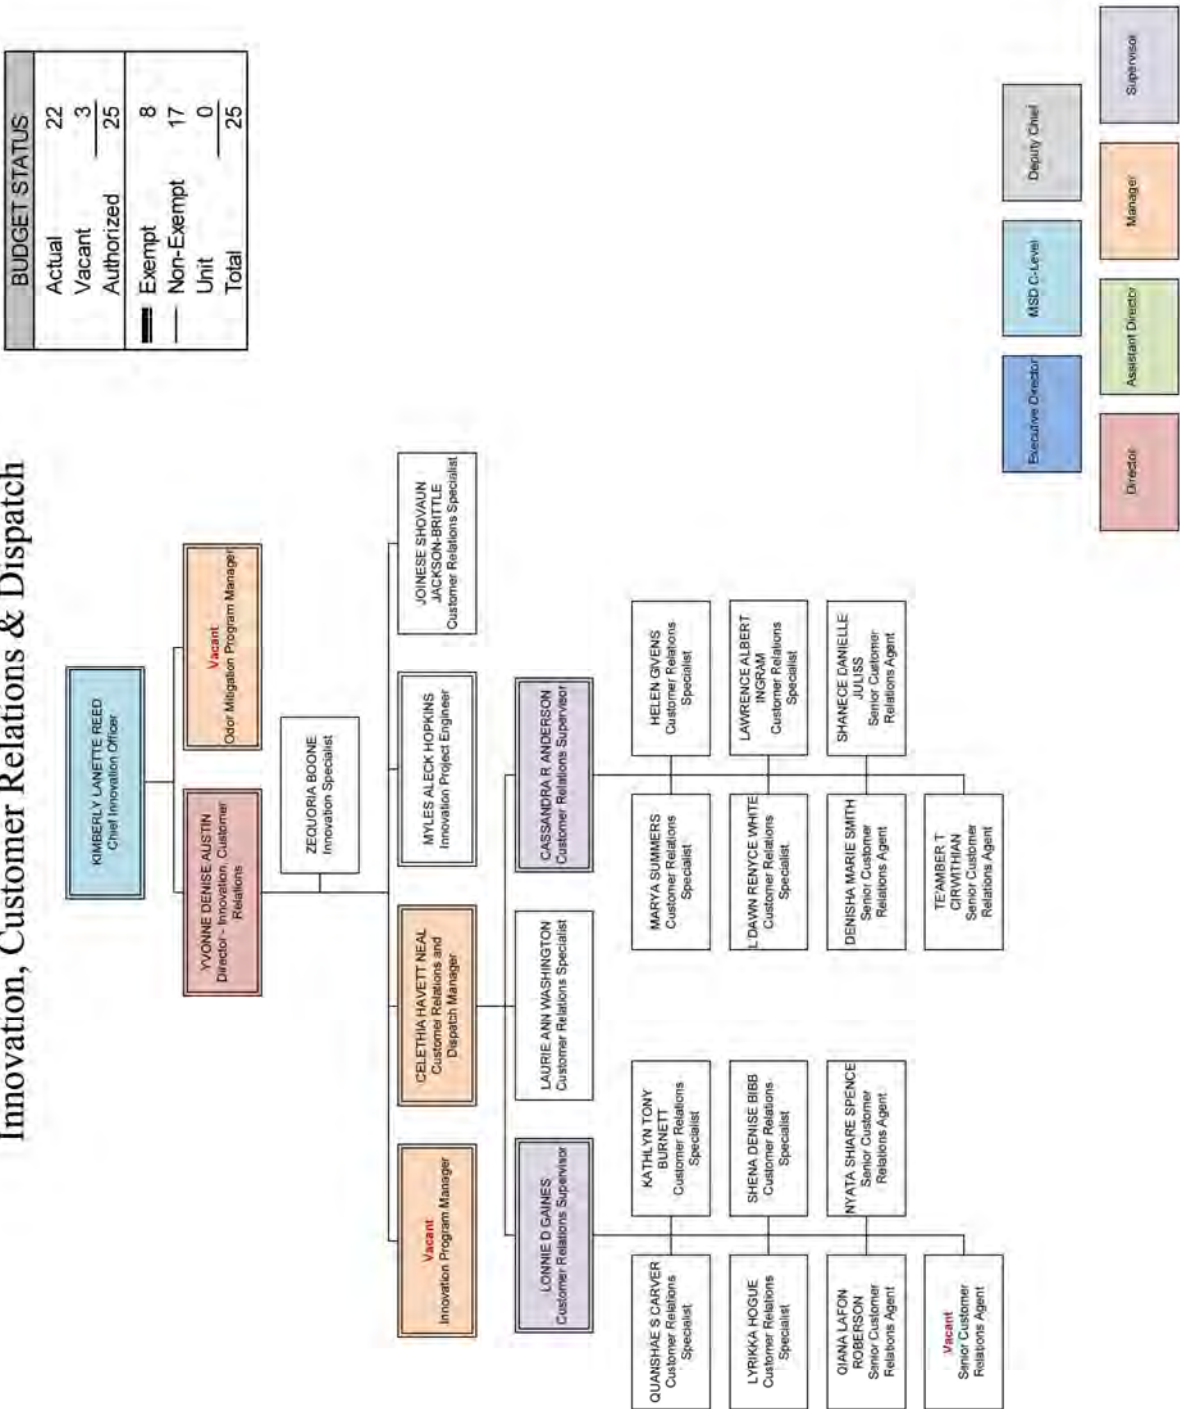 Innovation, Customer Relations & Dispatch
BUDGET STATUS
Actual 22
Vacant 3
Authorized 25
Exempt 8
Non-Exempt 17
Unit 0
Total 25
KIMBERLY LANETTE REED
Chief Innovation Officer
YVONNE DENISE AUSTIN
Director - Innovation, Customer
Relations
Vacant
Odor Mitigation Program Manager
ZEQUORIA BOONE
Innovation Specialist
Vacant
Innovation Program Manager
CELETHIA HAVETT NEAL
Customer Relations and
Dispatch Manager
MYLES ALECK HOPKINS
Innovation Project Engineer
JOINESE SHOVAUN
JACKSON-BRITTLE
Customer Relations Specialist
LONNIE D GAINES
Customer Relations Supervisor
LAURIE ANN WASHINGTON
Customer Relations Specialist
CASSANDRA R ANDERSON
Customer Relations Supervisor
QUANSHAE S CARVER
Customer Relations
Specialist
KATHLYN TONY
BURNETT
Customer Relations
Specialist
MARYA SUMMERS
Customer Relations
Specialist
HELEN GIVENS
Customer Relations
Specialist
LYRIKKA HOGUE
Customer Relations
Specialist
SHENA DENISE BIBB
Customer Relations
Specialist
L'DAWN RENYCE WHITE
Customer Relations
Specialist
LAWRENCE ALBERT
INGRAM
Customer Relations
Specialist
QIANA LAFON
ROBERSON
Senior Customer
Relations Agent
NYATA SHIARE SPENCE
Senior Customer
Relations Agent
DENISHA MARIE SMITH
Senior Customer
Relations Agent
SHANECE DANIELLE
JULISS
Senior Customer
Relations Agent
Vacant
Senior Customer
Relations Agent
TE'AMBER T
CIRWITHIAN
Senior Customer
Relations Agent
Executive Director
MSD C-Level
Deputy Chief
Director
Assistant Director
Manager
Supervisor